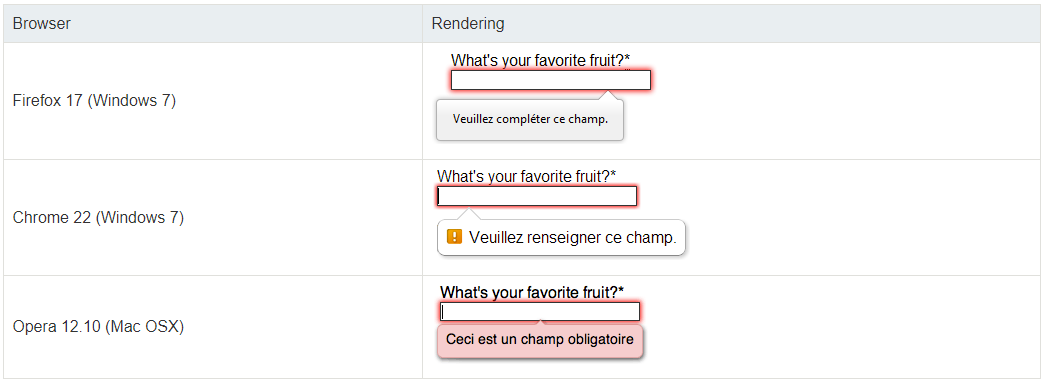 Browser
Rendering
What's your favorite fruit?*
Firefox 17 (Windows 7)
Veuillez compléter ce champ.
What's your favorite fruit?*
Chrome 22 (Windows 7)
Veuillez renseigner ce champ.
What's your favorite fruit?*
Opera 12.10 (Mac OSX)
Ceci est un champ obligatoire